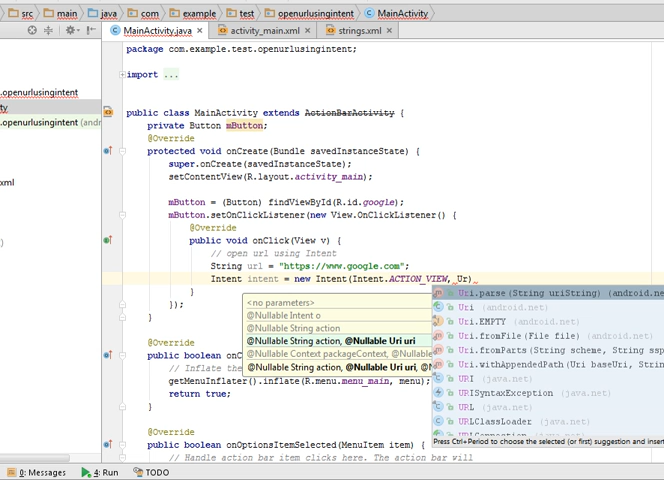 src main java com example test openurlusingintent MainActivity
MainActivity.java activity_main.xml strings.xml
package com.example.test.openurlusingintent;
import ...
.openurlusingintent
ty
.openurlusingintent (andr
xml
public class MainActivity extends ActionBarActivity {
private Button mButton;
@Override
protected void onCreate(Bundle savedInstanceState) {
super.onCreate(savedInstanceState);
setContentView(R.layout.activity_main);
mButton = (Button) findViewById(R.id.google);
mButton.setOnClickListener(new View.OnClickListener() {
@Override
public void onClick(View v) {
// open url using Intent
String url = "https://www.google.com";
Intent intent = new Intent(Intent.ACTION_VIEW, Ur)
}
});
}
<no parameters>
@Nullable Intent o
@Nullable String action
@Nullable String action, @Nullable Uri uri
@Nullable Context packageContext, @Nullable
@Nullable String action, @Nullable Uri uri, @N
Uri.parse(String uriString) (android.ne
Uri (android.net)
Uri.EMPTY (android.net)
Uri.fromFile(File file) (android.net)
Uri.fromParts(String scheme, String ssp
Uri.withAppendedPath(Uri baseUri, Strin
URI (java.net)
URISyntaxException (java.net)
URL (java.net)
URLClassLoader (java.net)
URLConnection (java.net)
Press Ctrl+Period to choose the selected (or first) suggestion and insert
@Override
public boolean onC
// Inflate the
getMenuInflater().inflate(R.menu.menu_main, menu);
return true;
}
@Override
public boolean onOptionsItemSelected(MenuItem item) {
// Handle action bar item clicks here. The action bar will
0: Messages 4: Run TODO